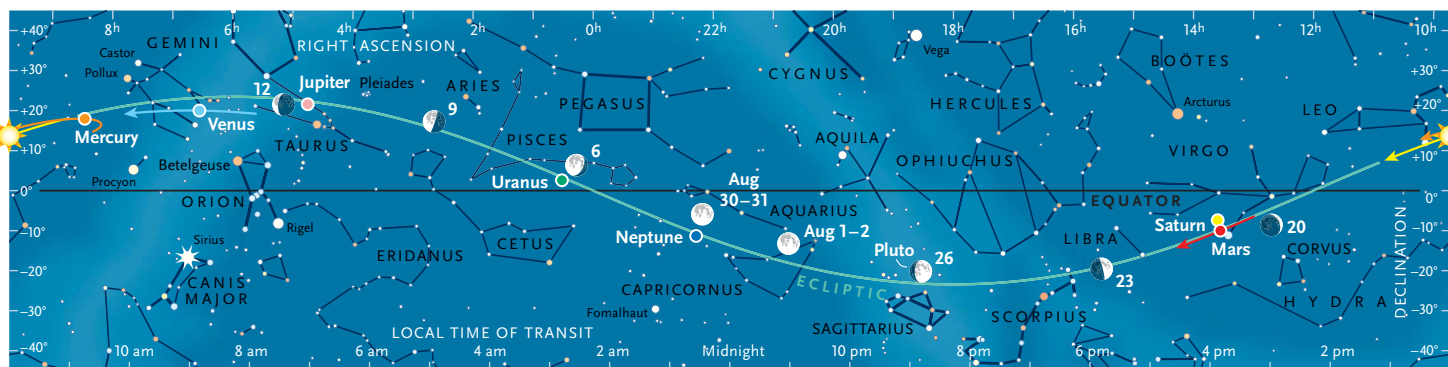 +40°
8h
6h
4h
2h
0h
22h
20h
18h
16h
14h
12h
10h
+40°
GEMINI
RIGHT ASCENSION
Castor
Pollux
Pleiades
ARIES
PEGASUS
CYGNUS
Vega
HERCULES
BOÖTES
Arcturus
LEO
+30°
+30°
+20°
+20°
12
Jupiter
9
Mercury
Venus
TAURUS
PISCES
6
AQUILA
OPHIUCHUS
VIRGO
+10°
+10°
Betelgeuse
Procyon
Uranus
Aug
30–31
0°
0°
ORION
Rigel
AQUARIUS
EQUATOR
Neptune
Aug 1–2
Saturn
Mars
20
–10°
–10°
Sirius
ERIDANUS
CETUS
Pluto
26
LIBRA
23
CORVUS
–20°
–20°
CANIS
MAJOR
CAPRICORNUS
ECLIPTIC
Fomalhaut
SAGITTARIUS
SCORPIUS
HYDRA
DECLINATION
–30°
–30°
LOCAL TIME OF TRANSIT
–40°
10 am
8 am
6 am
4 am
2 am
Midnight
10 pm
8 pm
6 pm
4 pm
2 pm
–40°